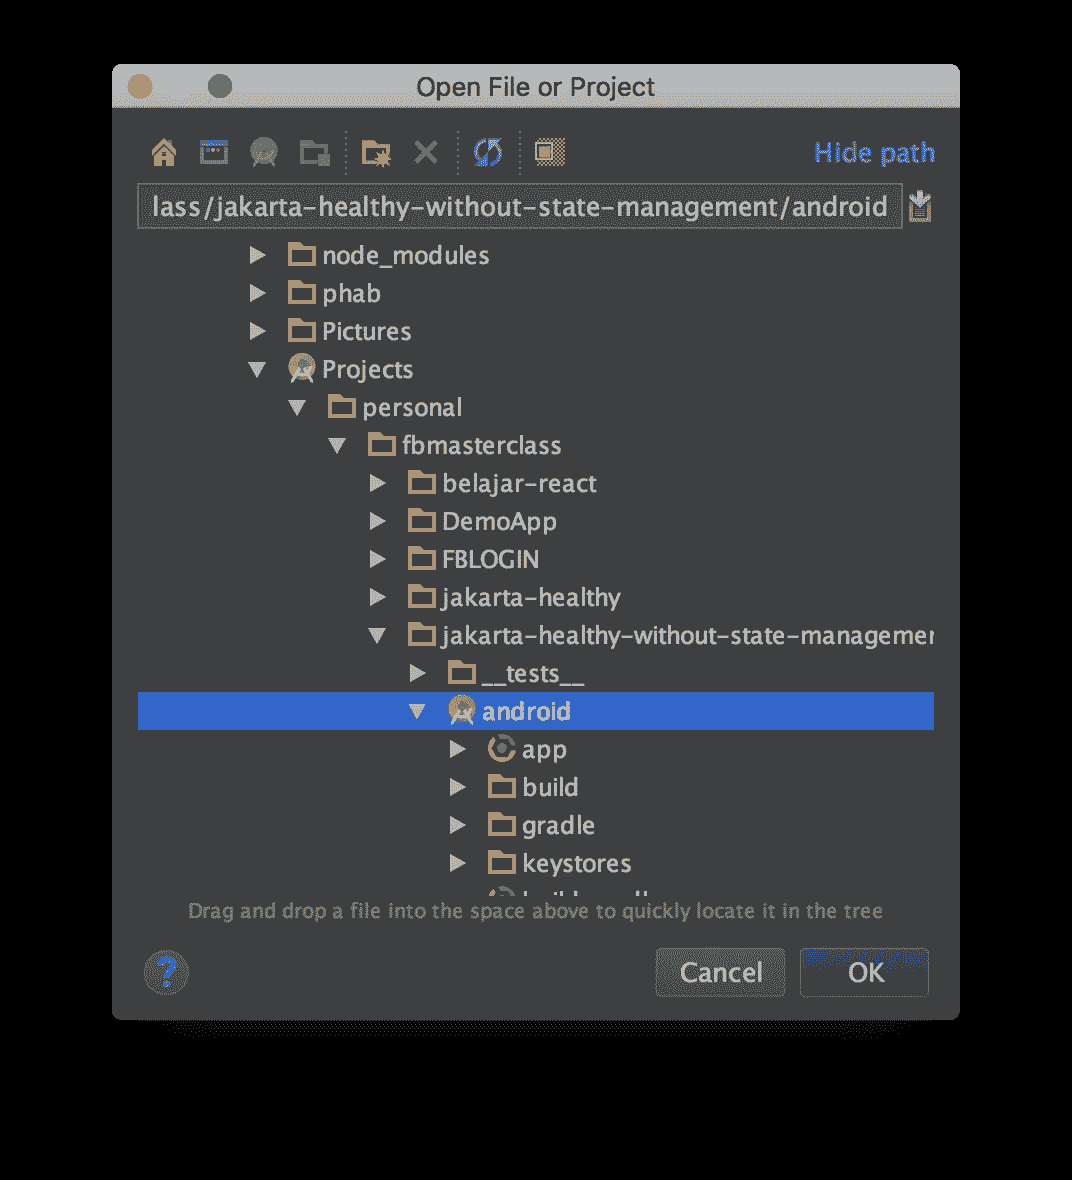 Open File or Project
Hide path
lass/jakarta-healthy-without-state-management/android
node_modules
phab
Pictures
Projects
personal
fbmasterclass
belajar-react
DemoApp
FBLOGIN
jakarta-healthy
jakarta-healthy-without-state-managemen
__tests__
android
app
build
gradle
keystores
Drag and drop a file into the space above to quickly locate it in the tree
?
Cancel
OK